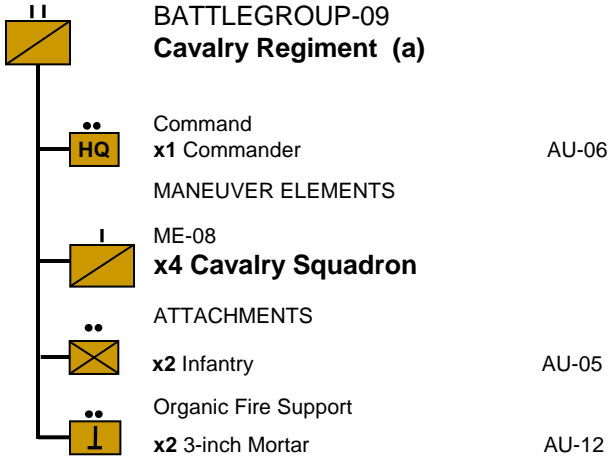 BATTLEGROUP-09
Cavalry Regiment (a)
Command
HQ x1 Commander AU-06
MANEUVER ELEMENTS
ME-08
x4 Cavalry Squadron
ATTACHMENTS
x2 Infantry AU-05
Organic Fire Support
x2 3-inch Mortar AU-12